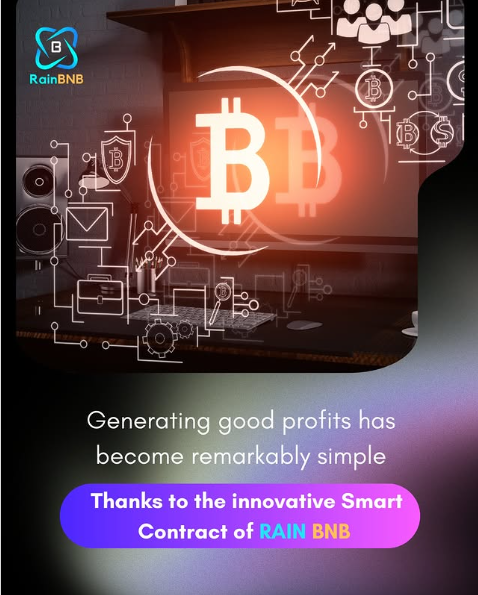 RainBNB
Generating good profits has
become remarkably simple
Thanks to the innovative Smart
Contract of RAIN BNB